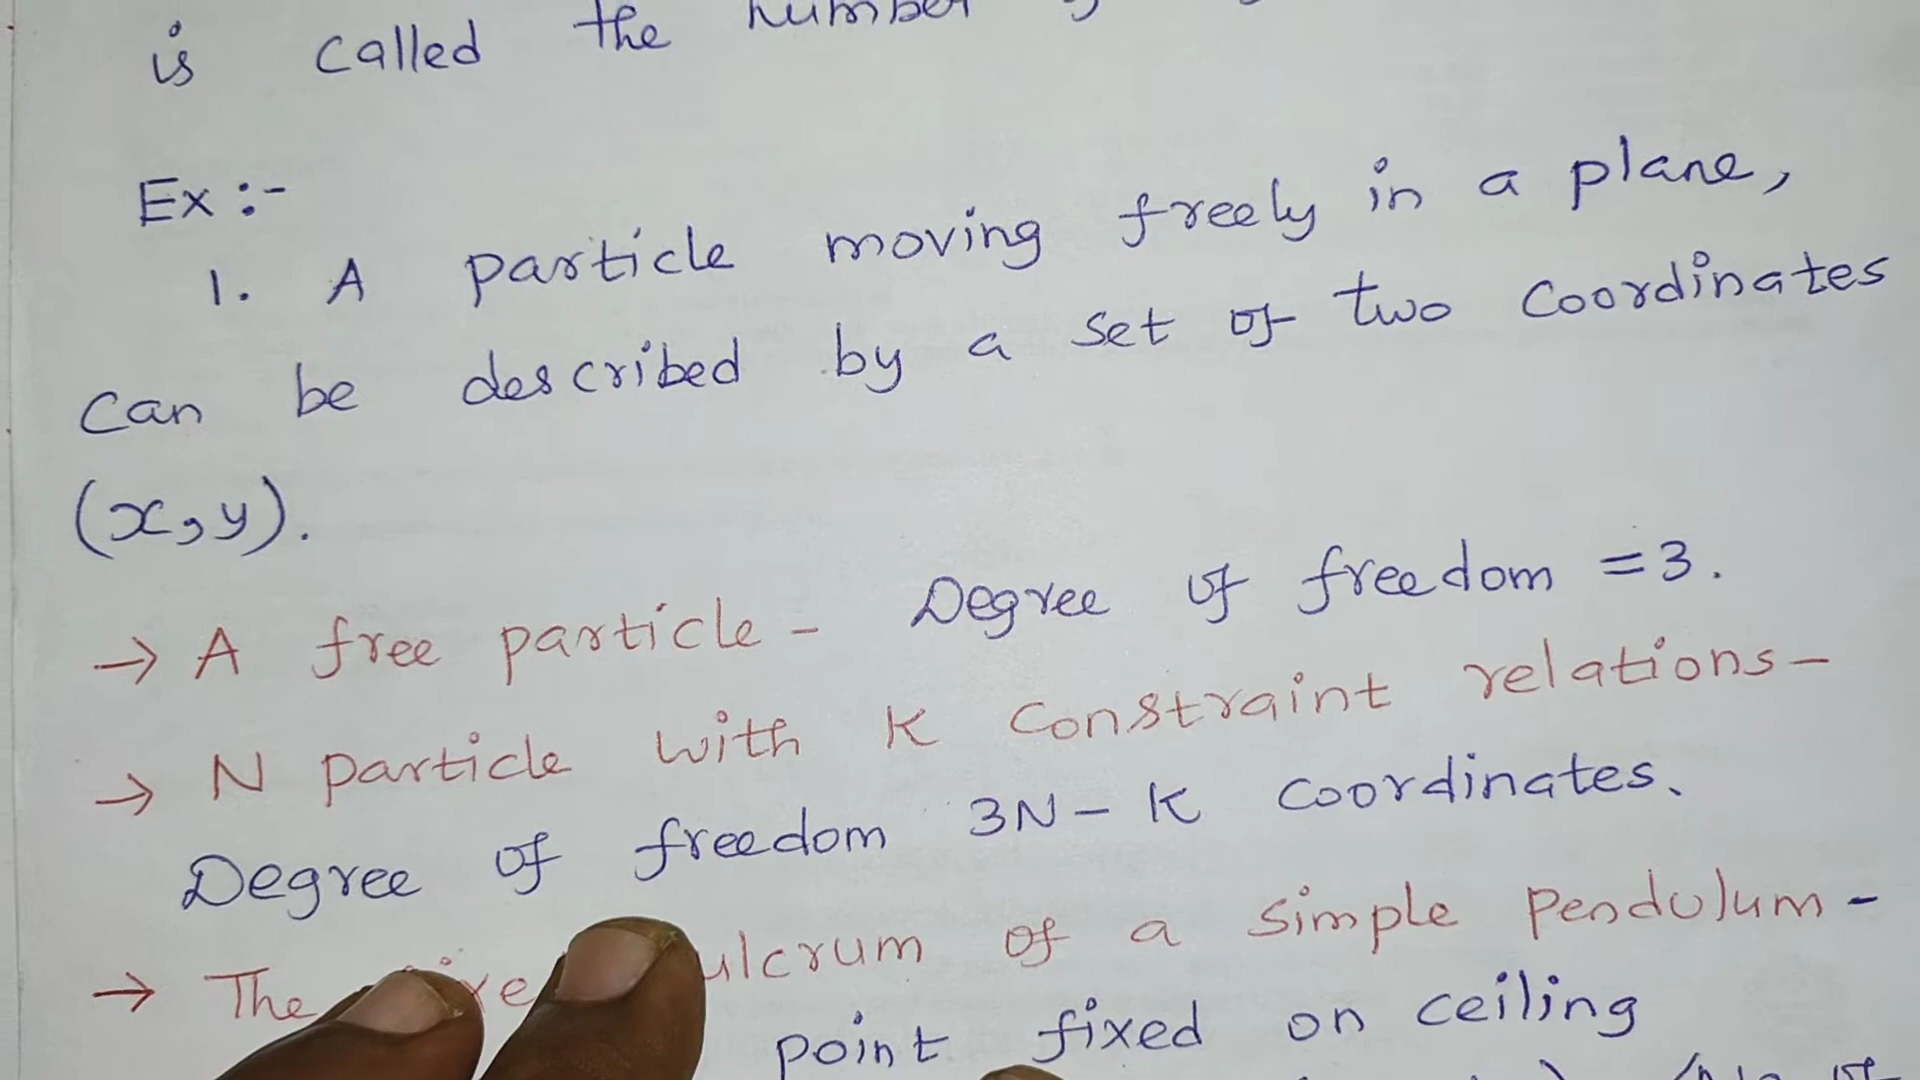 is called the number
Ex :-
1. A particle moving freely in a plane,
can be described by a set of two coordinates
(x,y).
→ A free particle - Degree of freedom = 3.
→ N particle with K constraint relations-
Degree of freedom 3N - K coordinates.
→ The of a simple pendulum -
point fixed on ceiling